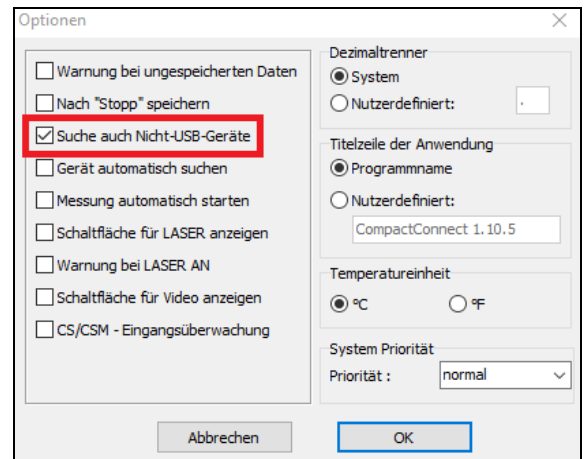 Optionen
Warnung bei ungespeicherten Daten
Nach "Stopp" speichern
Suche auch Nicht-USB-Geräte
Gerät automatisch suchen
Messung automatisch starten
Schaltfläche für LASER anzeigen
Warnung bei LASER AN
Schaltfläche für Video anzeigen
CS/CSM - Eingangsüberwachung
Dezimaltrenner
System
Nutzerdefiniert: .
Titelzeile der Anwendung
Programmname
Nutzerdefiniert:
CompactConnect 1.10.5
Temperatureinheit
°C °F
System Priorität
Priorität : normal
Abbrechen OK